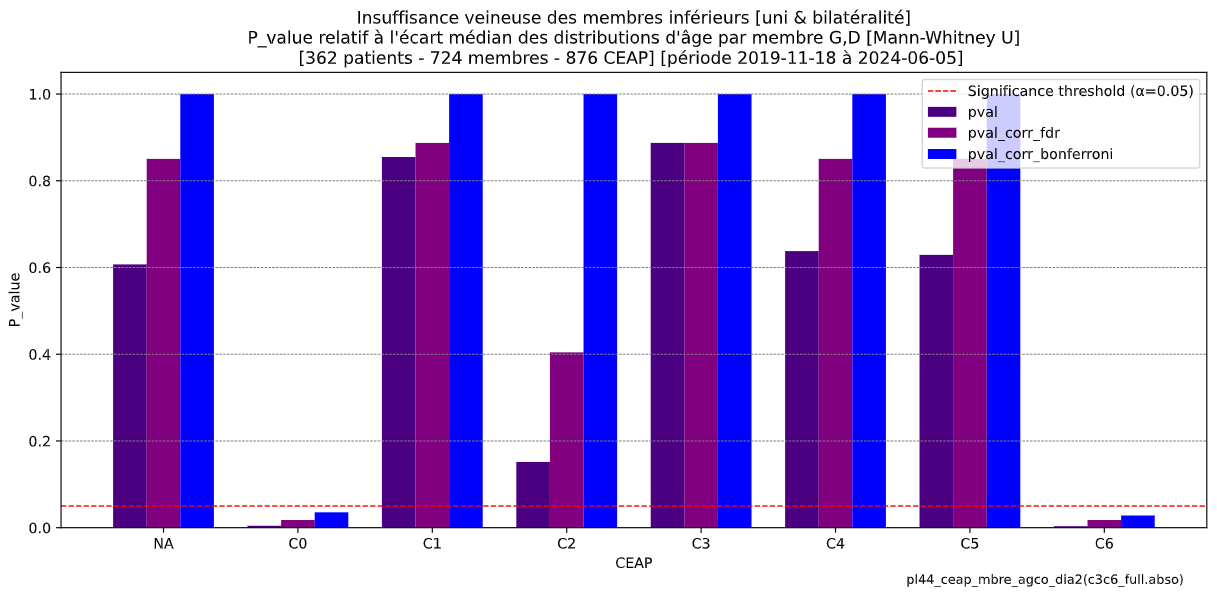 Insuffisance veineuse des membres inférieurs [uni & bilatéralité]
P_value relatif à l'écart médian des distributions d'âge par membre G,D [Mann-Whitney U]
[362 patients - 724 membres - 876 CEAP] [période 2019-11-18 à 2024-06-05]
Significance threshold (α=0.05)
pval
pval_corr_fdr
pval_corr_bonferroni
P_value
1.0
0.8
0.6
0.4
0.2
0.0
NA C0 C1 C2 C3 C4 C5 C6
CEAP
pl44_ceap_mbre_agco_dia2(c3c6_full.abso)